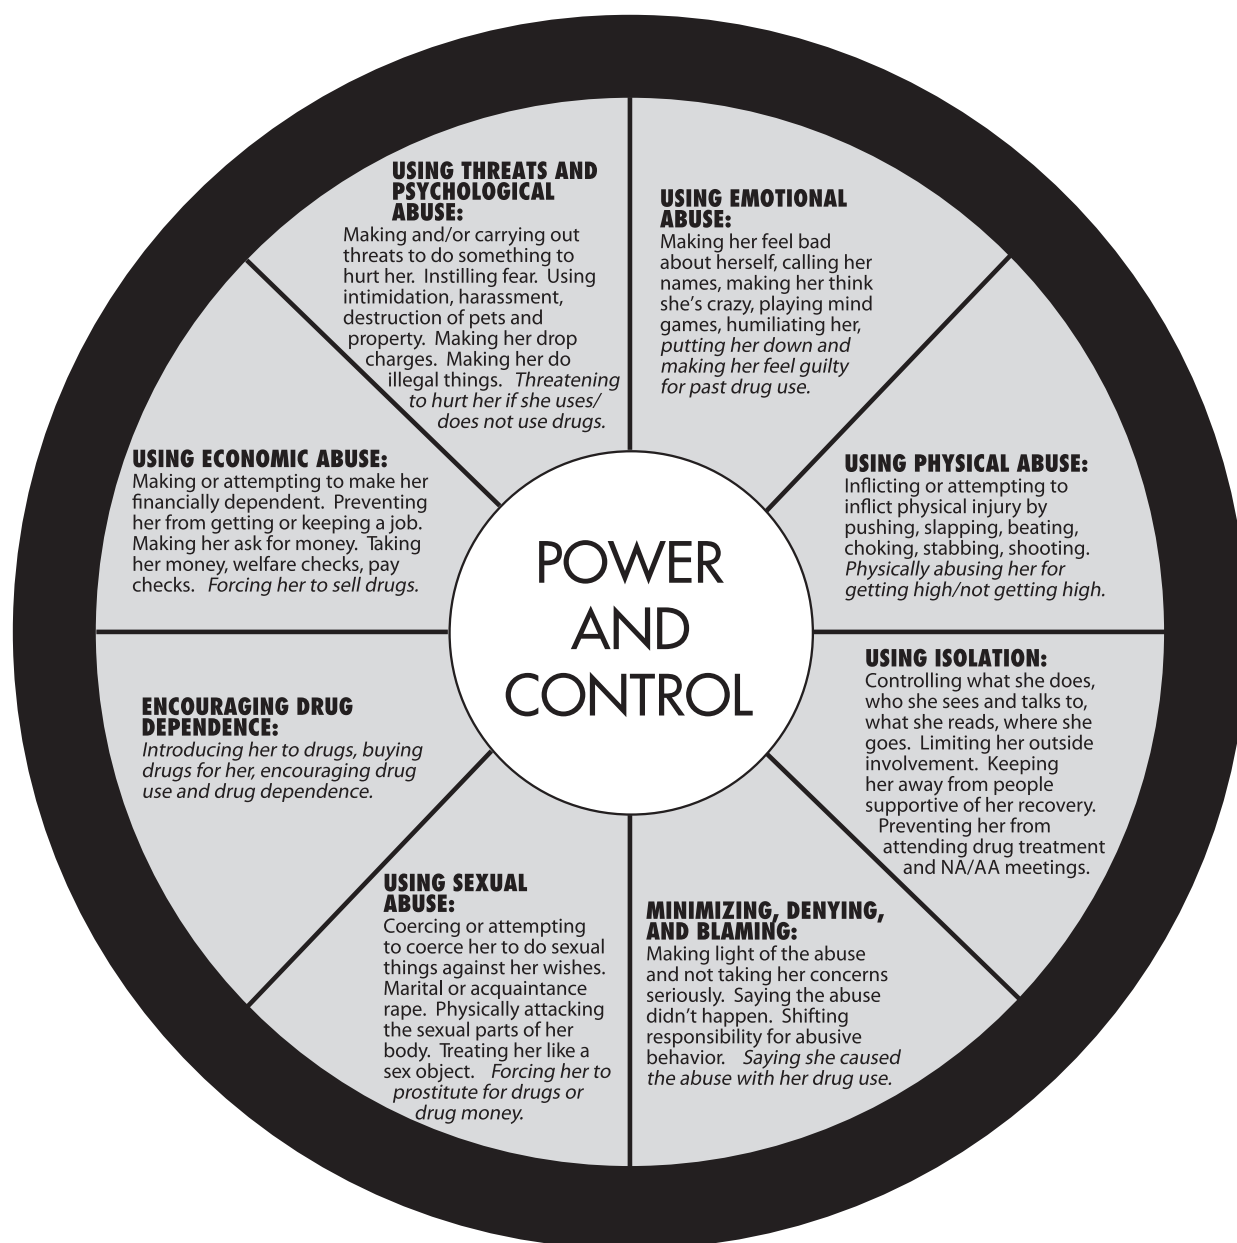 USING THREATS AND
PSYCHOLOGICAL
ABUSE:
Making and/or carrying out
threats to do something to
hurt her.  Instilling fear.  Using
intimidation, harassment,
destruction of pets and
property.  Making her drop
charges.  Making her do
illegal things.  Threatening
to hurt her if she uses/
does not use drugs.
USING EMOTIONAL
ABUSE:
Making her feel bad
about herself, calling her
names, making her think
she's crazy, playing mind
games, humiliating her,
putting her down and
making her feel guilty
for past drug use.
USING PHYSICAL ABUSE:
Inflicting or attempting to
inflict physical injury by
pushing, slapping, beating,
choking, stabbing, shooting.
Physically abusing her for
getting high/not getting high.
USING ISOLATION:
Controlling what she does,
who she sees and talks to,
what she reads, where she
goes.  Limiting her outside
involvement.  Keeping
her away from people
supportive of her recovery.
Preventing her from
attending drug treatment
and NA/AA meetings.
MINIMIZING, DENYING,
AND BLAMING:
Making light of the abuse
and not taking her concerns
seriously.  Saying the abuse
didn't happen.  Shifting
responsibility for abusive
behavior.  Saying she caused
the abuse with her drug use.
USING SEXUAL
ABUSE:
Coercing or attempting
to coerce her to do sexual
things against her wishes.
Marital or acquaintance
rape.  Physically attacking
the sexual parts of her
body.  Treating her like a
sex object.  Forcing her to
prostitute for drugs or
drug money.
ENCOURAGING DRUG
DEPENDENCE:
Introducing her to drugs, buying
drugs for her, encouraging drug
use and drug dependence.
USING ECONOMIC ABUSE:
Making or attempting to make her
financially dependent.  Preventing
her from getting or keeping a job.
Making her ask for money.  Taking
her money, welfare checks, pay
checks.  Forcing her to sell drugs.
POWER
AND
CONTROL